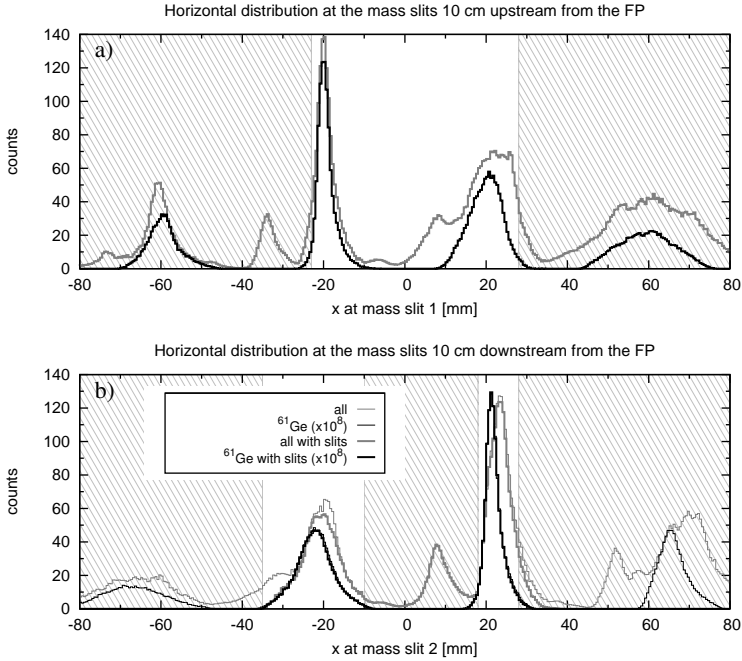 Horizontal distribution at the mass slits 10 cm upstream from the FP
a)
140
120
100
80
60
40
20
0
counts
-80 -60 -40 -20 0 20 40 60 80
x at mass slit 1 [mm]
Horizontal distribution at the mass slits 10 cm downstream from the FP
b)
140
120
100
80
60
40
20
0
counts
all
⁶¹Ge (x10⁸)
all with slits
⁶¹Ge with slits (x10⁸)
-80 -60 -40 -20 0 20 40 60 80
x at mass slit 2 [mm]